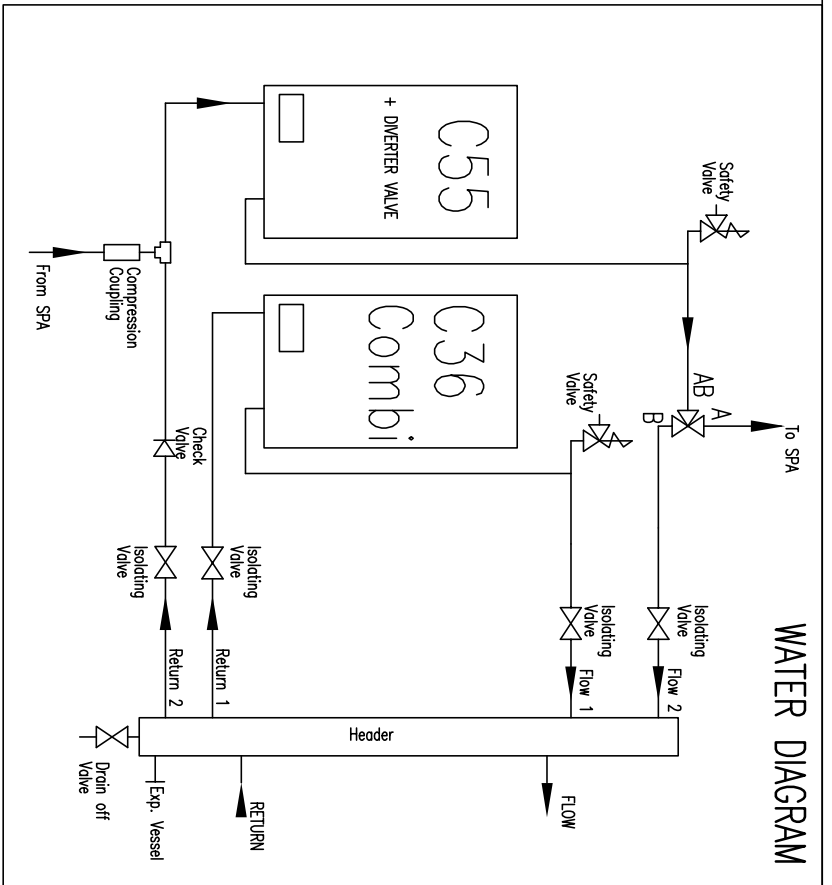 WATER DIAGRAM
To SPA
Safety
Valve
AB
A
B
Isolating
Valve
Flow 2
Safety
Valve
Isolating
Valve
Flow 1
FLOW
C55
+ DIVERTER VALVE
C36
Combi.
Header
Isolating
Valve
Return 1
RETURN
Check
Valve
Isolating
Valve
Return 2
Compression
Coupling
From SPA
Exp. Vessel
Drain off
Valve